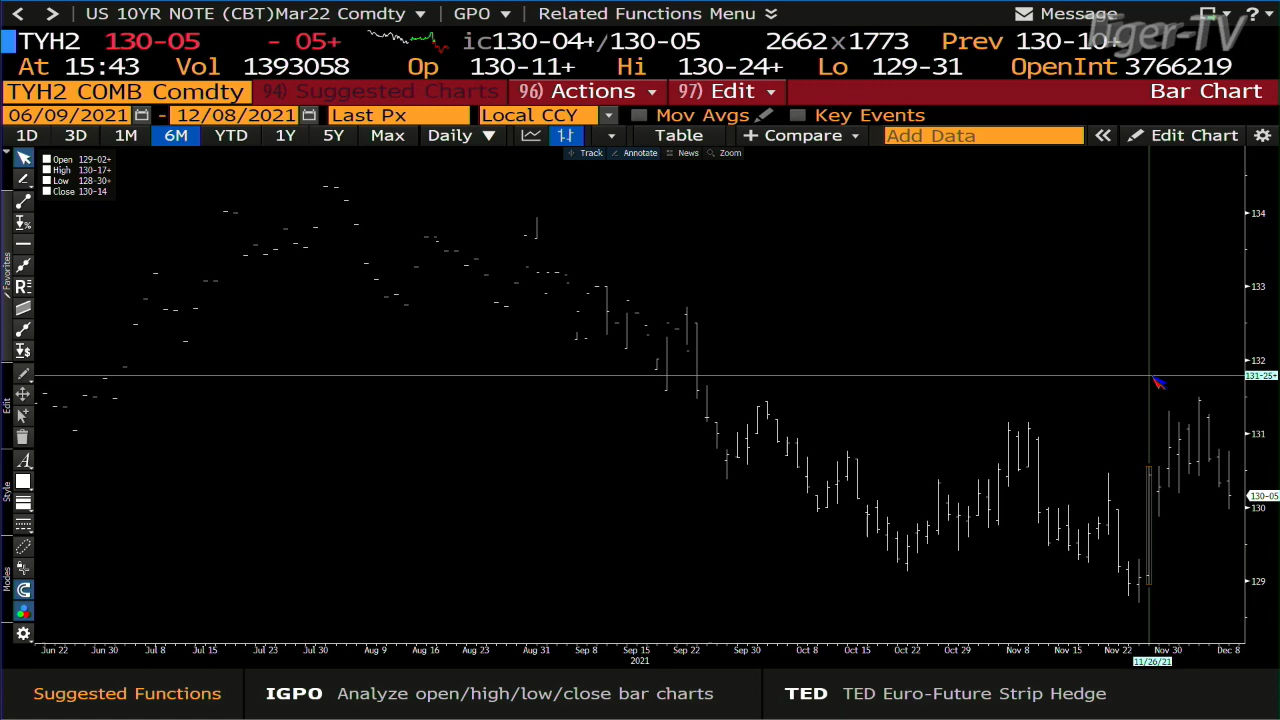 US 10YR NOTE (CBT)Mar22 Comdty GPO Related Functions Menu Message ?
TYH2 130-05 - 05+ ic130-04+/130-05 2662x1773 Prev 130-10+
Tiger-TV
At 15:43 Vol 1393058 Op 130-11+ Hi 130-24+ Lo 129-31 OpenInt 3766219
TYH2 COMB Comdty 94) Suggested Charts 96) Actions 97) Edit Bar Chart
06/09/2021 - 12/08/2021 Last Px Local CCY Mov Avgs Key Events
1D 3D 1M 6M YTD 1Y 5Y Max Daily Table + Compare Add Data Edit Chart
Track Annotate News Zoom
Open 129-02+
High 130-17+
Low 128-30+
Close 130-14
Favorites
Edit
Style
Modes
134
133
132
131-25+
131
130-05
130
129
Jun 22 Jun 30 Jul 8 Jul 15 Jul 23 Jul 30 Aug 9 Aug 16 Aug 23 Aug 31 Sep 8 Sep 15 Sep 22 Sep 30 Oct 8 Oct 15 Oct 22 Oct 29 Nov 8 Nov 15 Nov 22 Nov 30 Dec 8
2021 11/26/21
Suggested Functions IGPO Analyze open/high/low/close bar charts TED TED Euro-Future Strip Hedge